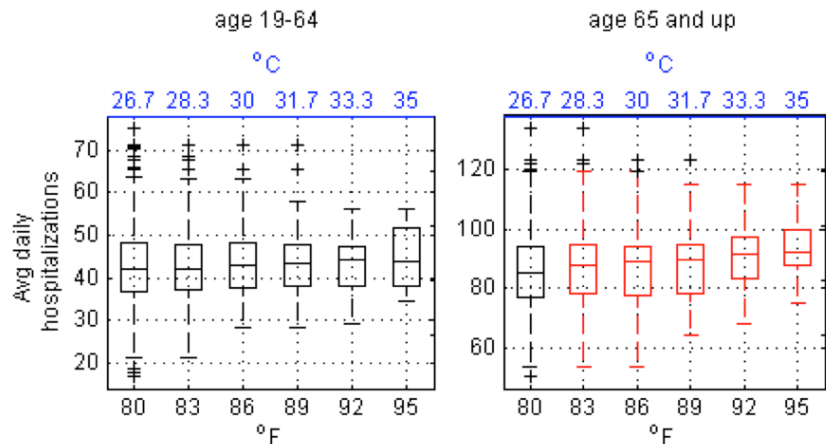 age 19-64 age 65 and up
°C °C
26.7 28.3 30 31.7 33.3 35 26.7 28.3 30 31.7 33.3 35
Avg daily
hospitalizations
70
60
50
40
30
20
120
100
80
60
80 83 86 89 92 95 80 83 86 89 92 95
°F °F